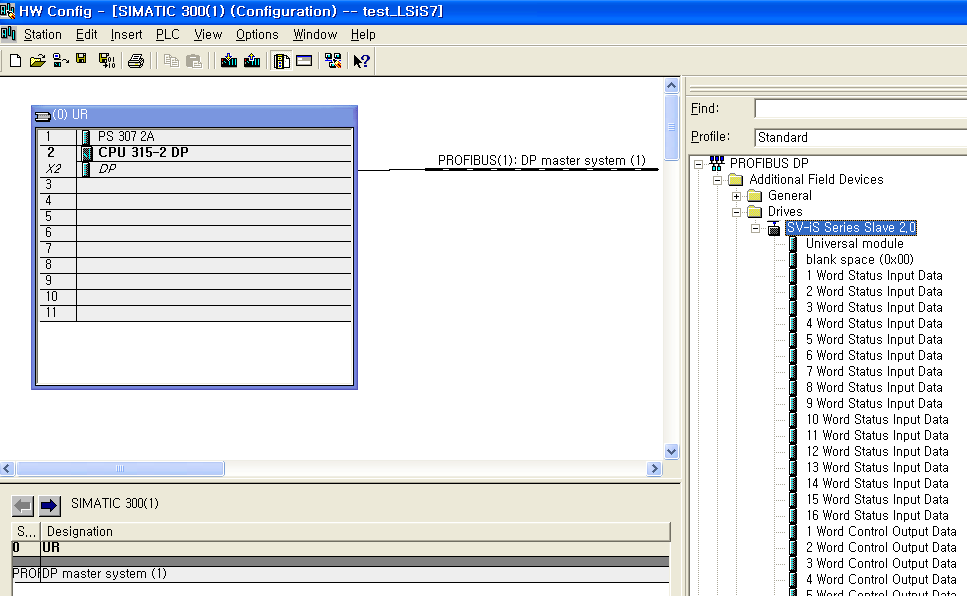 HW Config - [SIMATIC 300(1) (Configuration) -- test_LSiS7]
Station Edit Insert PLC View Options Window Help
(0) UR
1 PS 307 2A
2 CPU 315-2 DP
X2 DP
3
4
5
6
7
8
9
10
11
PROFIBUS(1): DP master system (1)
Find:
Profile: Standard
PROFIBUS DP
Additional Field Devices
General
Drives
SV-iS Series Slave 2,0
Universal module
blank space (0x00)
1 Word Status Input Data
2 Word Status Input Data
3 Word Status Input Data
4 Word Status Input Data
5 Word Status Input Data
6 Word Status Input Data
7 Word Status Input Data
8 Word Status Input Data
9 Word Status Input Data
10 Word Status Input Data
11 Word Status Input Data
12 Word Status Input Data
13 Word Status Input Data
14 Word Status Input Data
15 Word Status Input Data
16 Word Status Input Data
1 Word Control Output Data
2 Word Control Output Data
3 Word Control Output Data
4 Word Control Output Data
5 Word Control Output Data
SIMATIC 300(1)
S... Designation
0 UR
PROF DP master system (1)